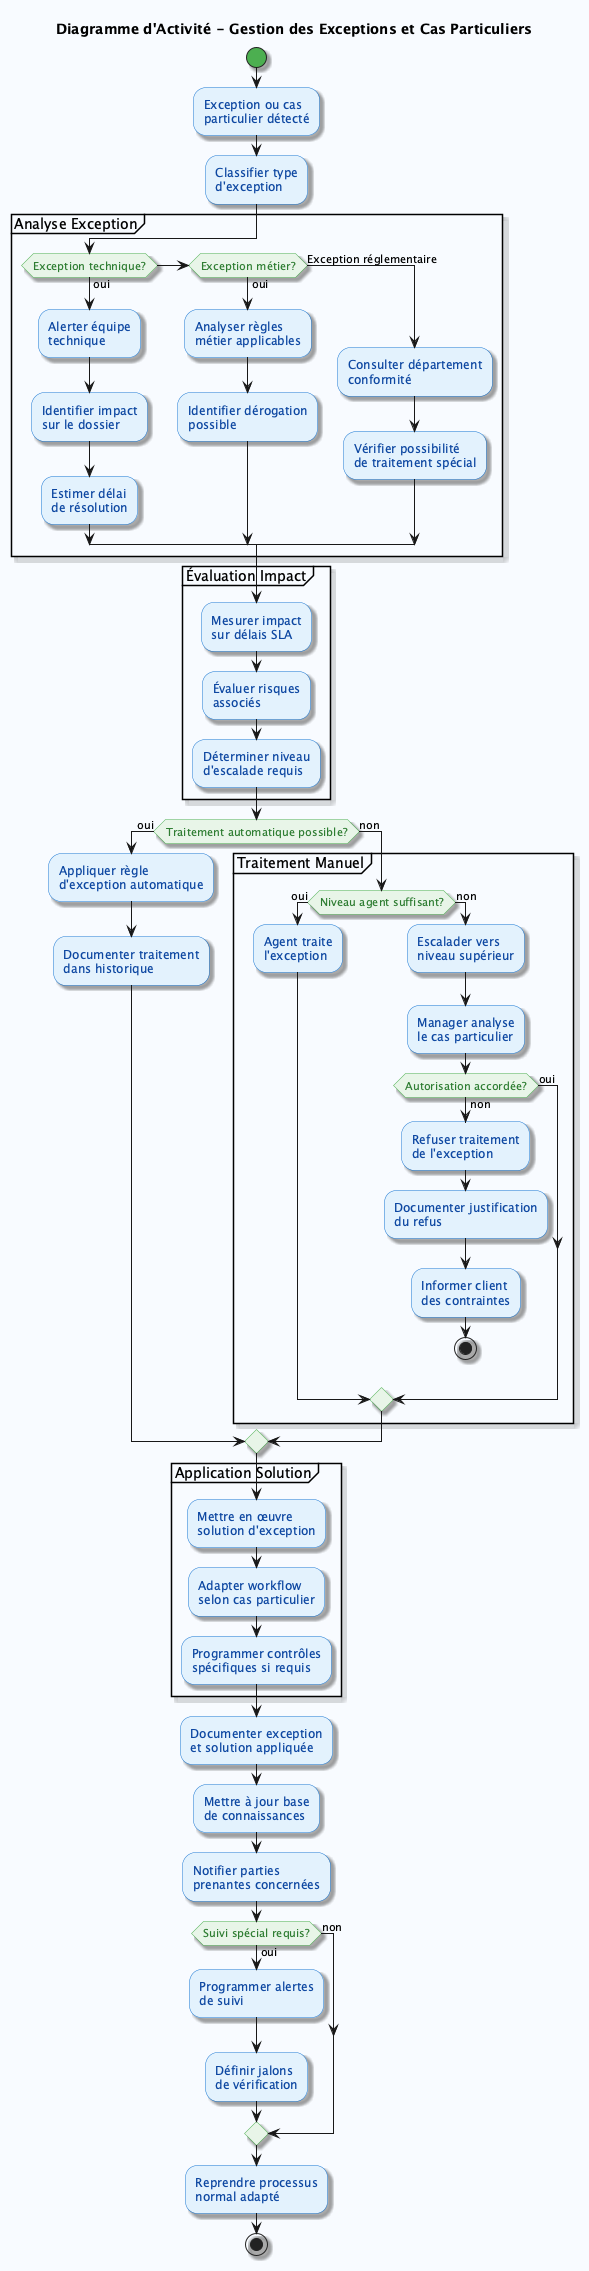 Diagramme d'Activité - Gestion des Exceptions et Cas Particuliers
Exception ou cas
particulier détecté
Classifier type
d'exception
Analyse Exception
Exception technique?
oui
Alerter équipe
technique
Identifier impact
sur le dossier
Estimer délai
de résolution
Exception métier?
oui
Analyser règles
métier applicables
Identifier dérogation
possible
Exception réglementaire
Consulter département
conformité
Vérifier possibilité
de traitement spécial
Évaluation Impact
Mesurer impact
sur délais SLA
Évaluer risques
associés
Déterminer niveau
d'escalade requis
Traitement automatique possible?
oui
non
Appliquer règle
d'exception automatique
Documenter traitement
dans historique
Traitement Manuel
Niveau agent suffisant?
oui
non
Agent traite
l'exception
Escalader vers
niveau supérieur
Manager analyse
le cas particulier
Autorisation accordée?
oui
non
Refuser traitement
de l'exception
Documenter justification
du refus
Informer client
des contraintes
Application Solution
Mettre en œuvre
solution d'exception
Adapter workflow
selon cas particulier
Programmer contrôles
spécifiques si requis
Documenter exception
et solution appliquée
Mettre à jour base
de connaissances
Notifier parties
prenantes concernées
Suivi spécial requis?
non
oui
Programmer alertes
de suivi
Définir jalons
de vérification
Reprendre processus
normal adapté